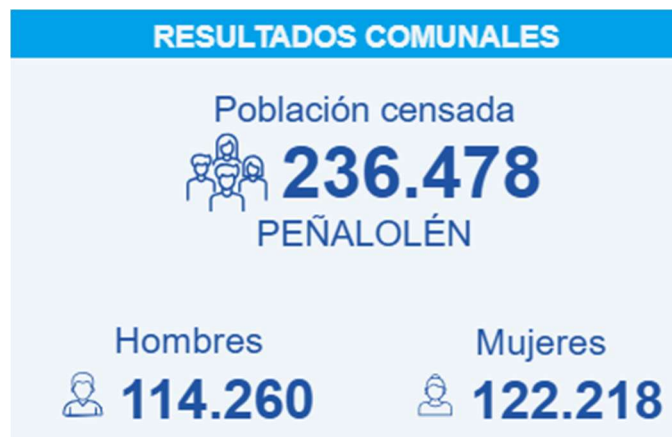 RESULTADOS COMUNALES
Población censada
236.478
PEÑALOLÉN
Hombres
114.260
Mujeres
122.218